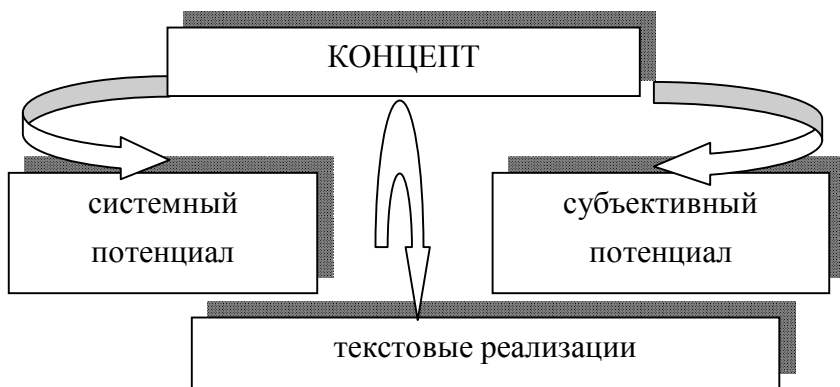 КОНЦЕПТ
системный
потенциал
субъективный
потенциал
текстовые реализации